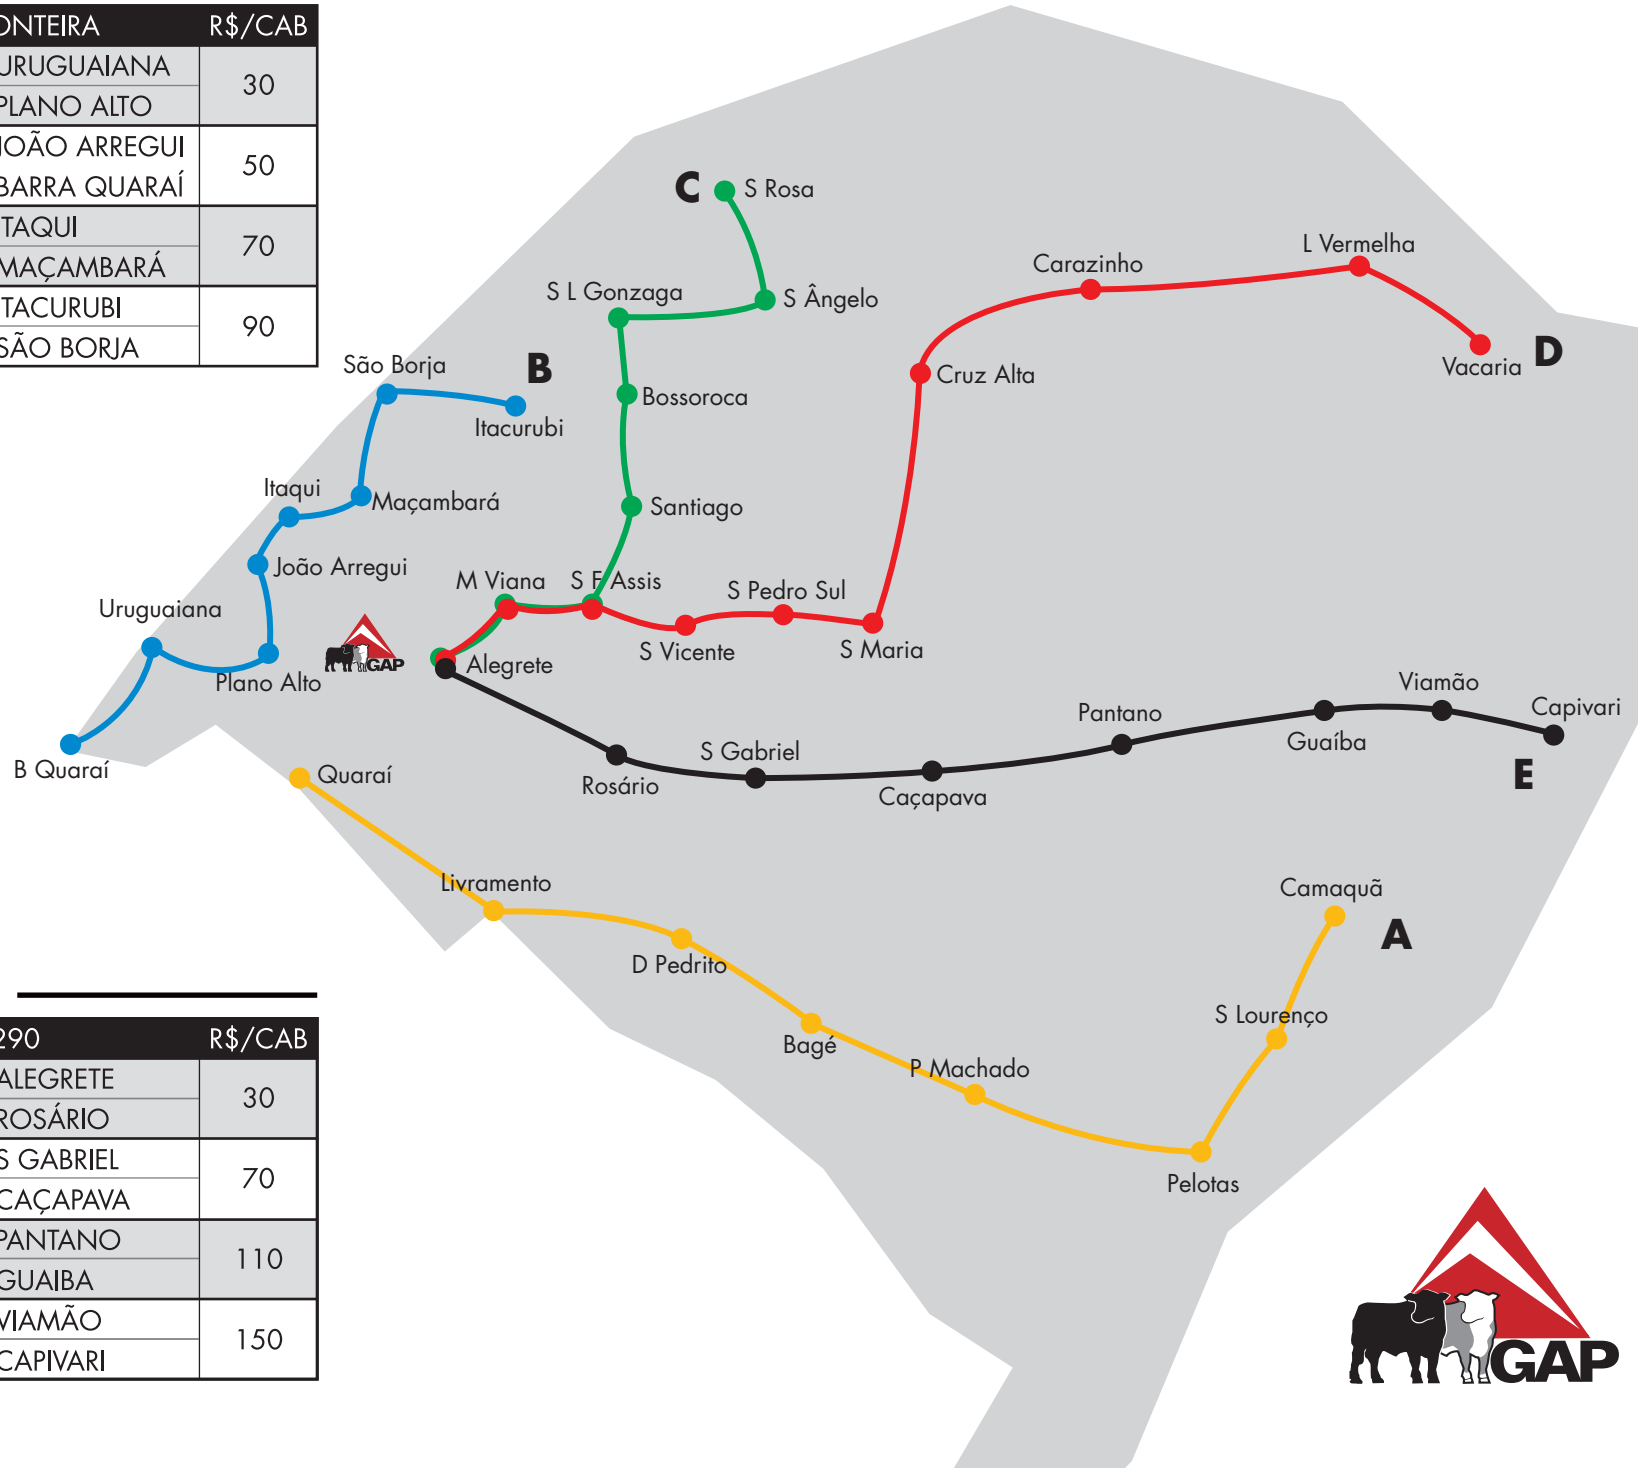 ONTEIRA R$/CAB
URUGUAIANA 30
PLANO ALTO
JOÃO ARREGUI 50
BARRA QUARAÍ
ITAQUI 70
MAÇAMBARÁ
ITACURUBI 90
SÃO BORJA
C S Rosa
L Vermelha
Carazinho
S L Gonzaga
S Ângelo
São Borja
B
Cruz Alta
Vacaria D
Bossoroca
Itacurubi
Itaqui
Maçambará
Santiago
João Arregui
M Viana
S F Assis
S Pedro Sul
Uruguaiana
S Vicente
S Maria
GAP
Alegrete
Plano Alto
Viamão
Capivari
Pantano
Guaíba
S Gabriel
B Quaraí
Quaraí
Rosário
Caçapava
E
Livramento
Camaquã
A
D Pedrito
S Lourenço
Bagé
P Machado
Pelotas
290 R$/CAB
ALEGRETE 30
ROSÁRIO
S GABRIEL 70
CAÇAPAVA
PANTANO 110
GUAIBA
VIAMÃO 150
CAPIVARI
GAP